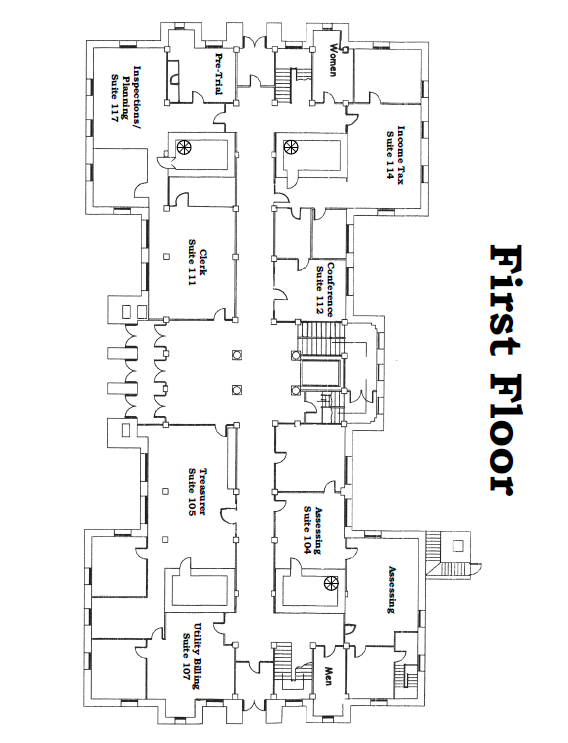 First Floor
Women
Income Tax
Suite 114
Conference
Suite 112
Assessing
Suite 104
Assessing
Men
Pre-Trial
Inspections/
Planning
Suite 117
Clerk
Suite 111
Treasurer
Suite 105
Utility Billing
Suite 107